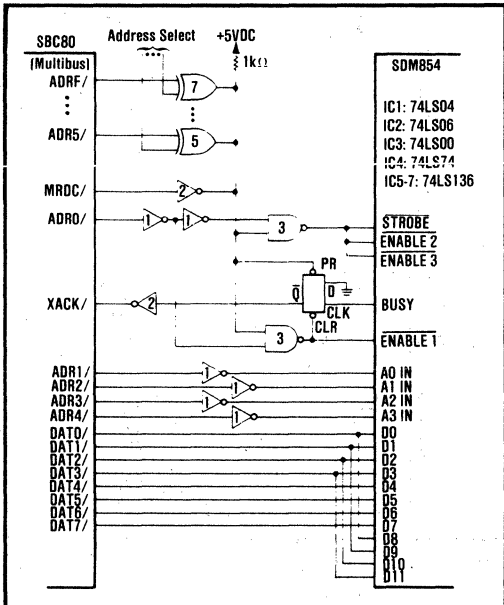 SBC80
Address Select
+5VDC
SDM854
(Multibus)
1kΩ
ADRF/
7
IC1: 74LS04
IC2: 74LS06
ADR5/
5
IC3: 74LS00
IC4: 74LS74
IC5-7: 74LS136
MRDC/
2
ADR0/
1
1
3
STROBE
ENABLE 2
ENABLE 3
PR
XACK/
2
Q
D
BUSY
CLK
CLR
3
ENABLE 1
ADR1/
1
A0 IN
ADR2/
1
A1 IN
ADR3/
1
A2 IN
ADR4/
1
A3 IN
DAT0/
D0
DAT1/
D1
DAT2/
D2
DAT3/
D3
DAT4/
D4
DAT5/
D5
DAT6/
D6
DAT7/
D7
D8
D9
D10
D11